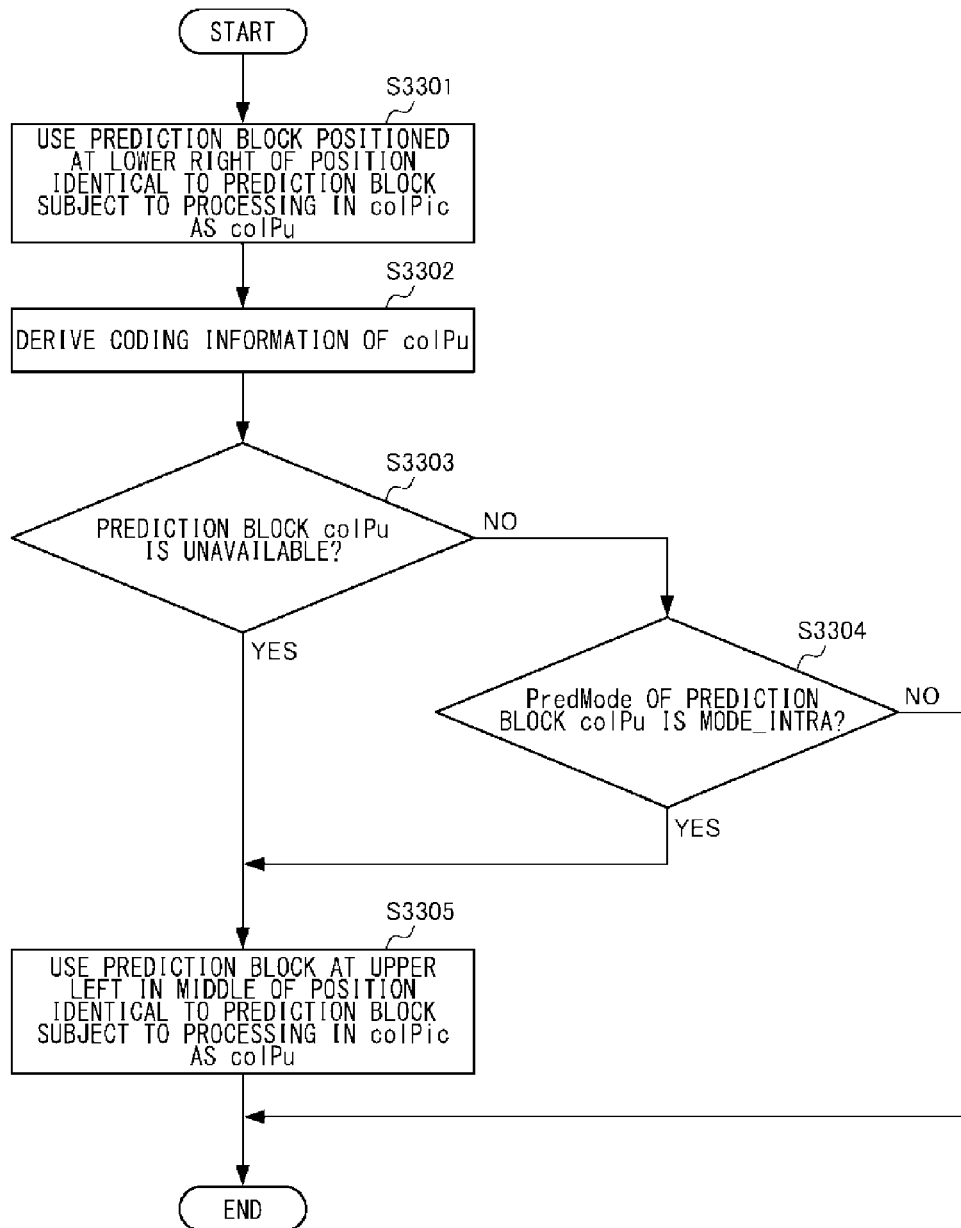 START
S3301
USE PREDICTION BLOCK POSITIONED
AT LOWER RIGHT OF POSITION
IDENTICAL TO PREDICTION BLOCK
SUBJECT TO PROCESSING IN colPic
AS colPu
S3302
DERIVE CODING INFORMATION OF colPu
S3303
PREDICTION BLOCK colPu
IS UNAVAILABLE?
NO
YES
S3304
PredMode OF PREDICTION
BLOCK colPu IS MODE_INTRA?
NO
YES
S3305
USE PREDICTION BLOCK AT UPPER
LEFT IN MIDDLE OF POSITION
IDENTICAL TO PREDICTION BLOCK
SUBJECT TO PROCESSING IN colPic
AS colPu
END